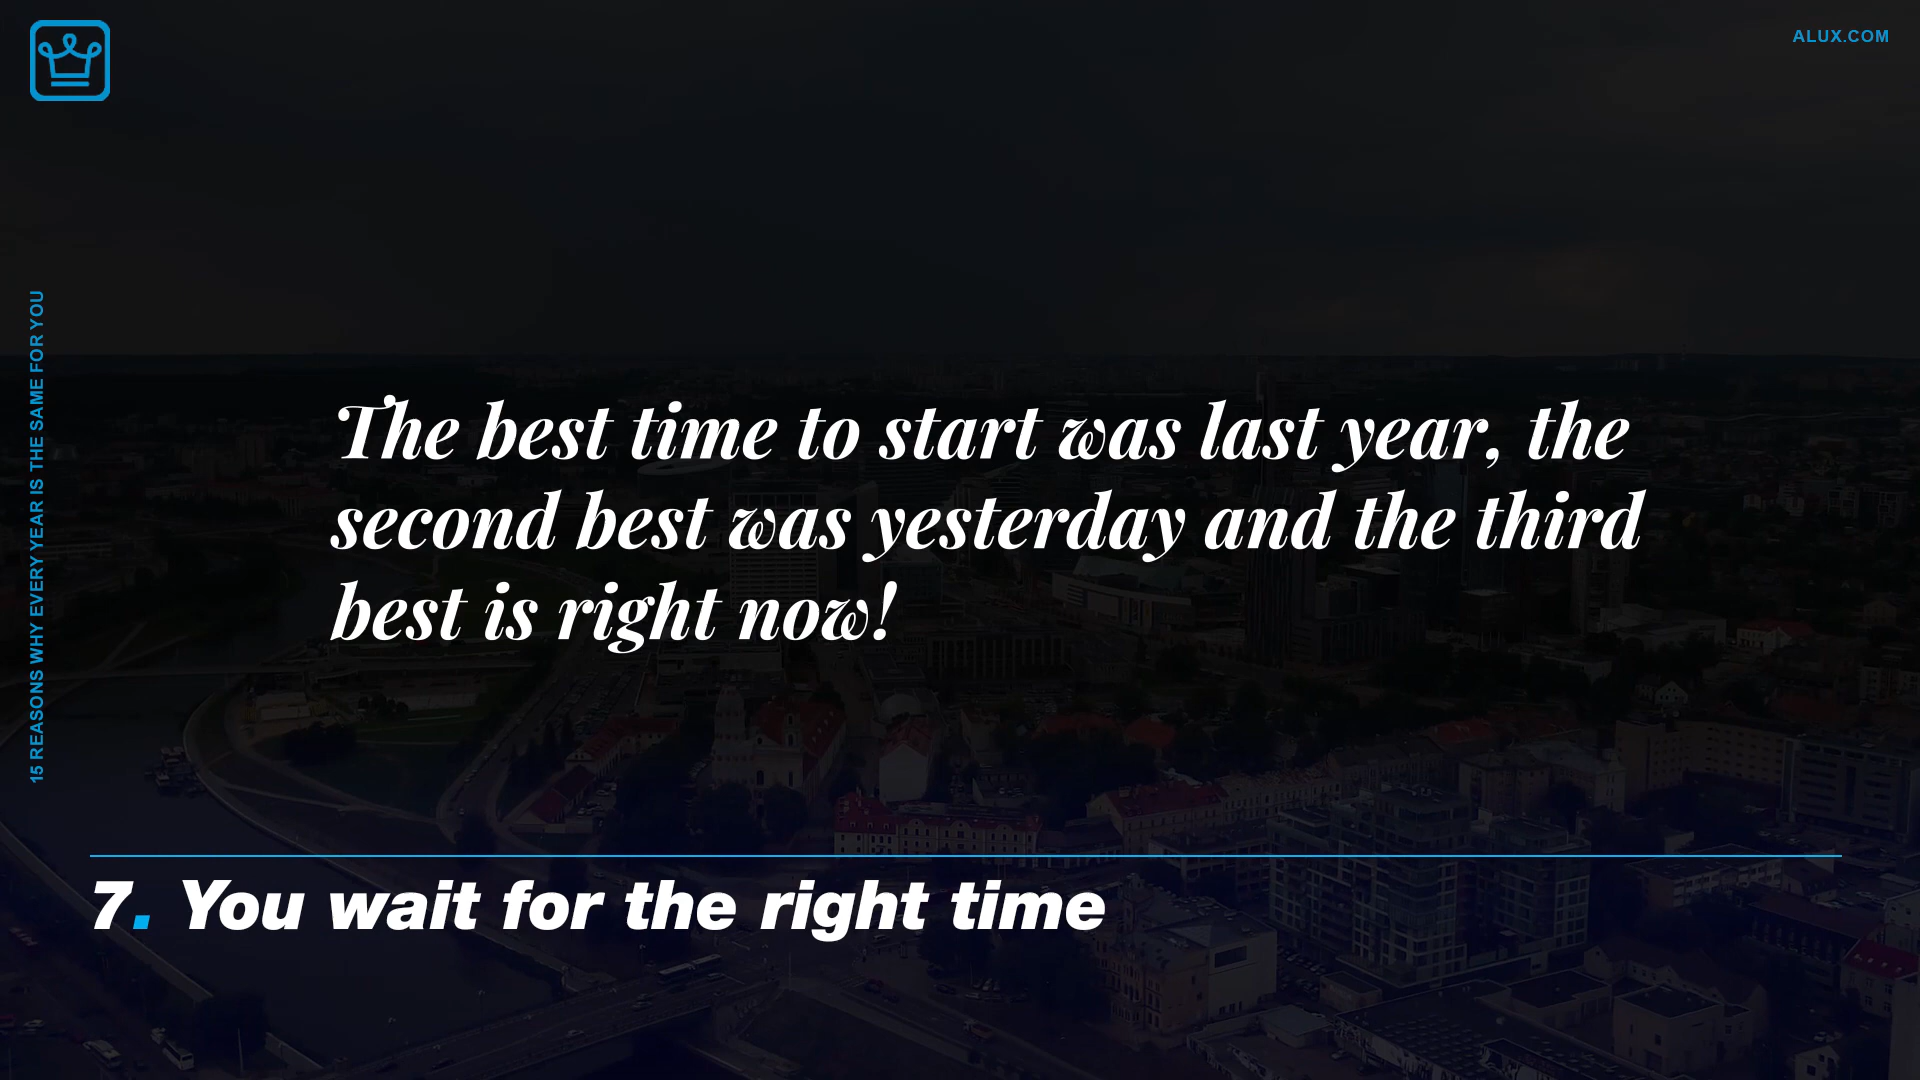 ALUX.COM
15 REASONS WHY EVERY YEAR IS THE SAME FOR YOU
The best time to start was last year, the
second best was yesterday and the third
best is right now!
7. You wait for the right time